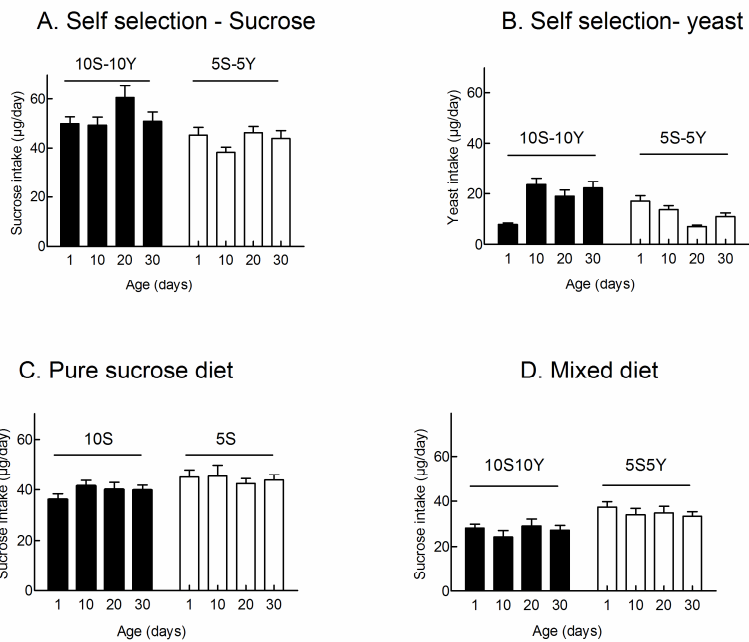 A. Self selection - Sucrose
10S-10Y 5S-5Y
Sucrose intake (µg/day)
60
40
20
0
1 10 20 30 1 10 20 30
Age (days)
B. Self selection- yeast
10S-10Y 5S-5Y
Yeast intake (µg/day)
60
40
20
0
1 10 20 30 1 10 20 30
Age (days)
C. Pure sucrose diet
10S 5S
Sucrose intake (µg/day)
60
40
20
0
1 10 20 30 1 10 20 30
Age (days)
D. Mixed diet
10S10Y 5S5Y
Sucrose intake (µg/day)
60
40
20
0
1 10 20 30 1 10 20 30
Age (days)